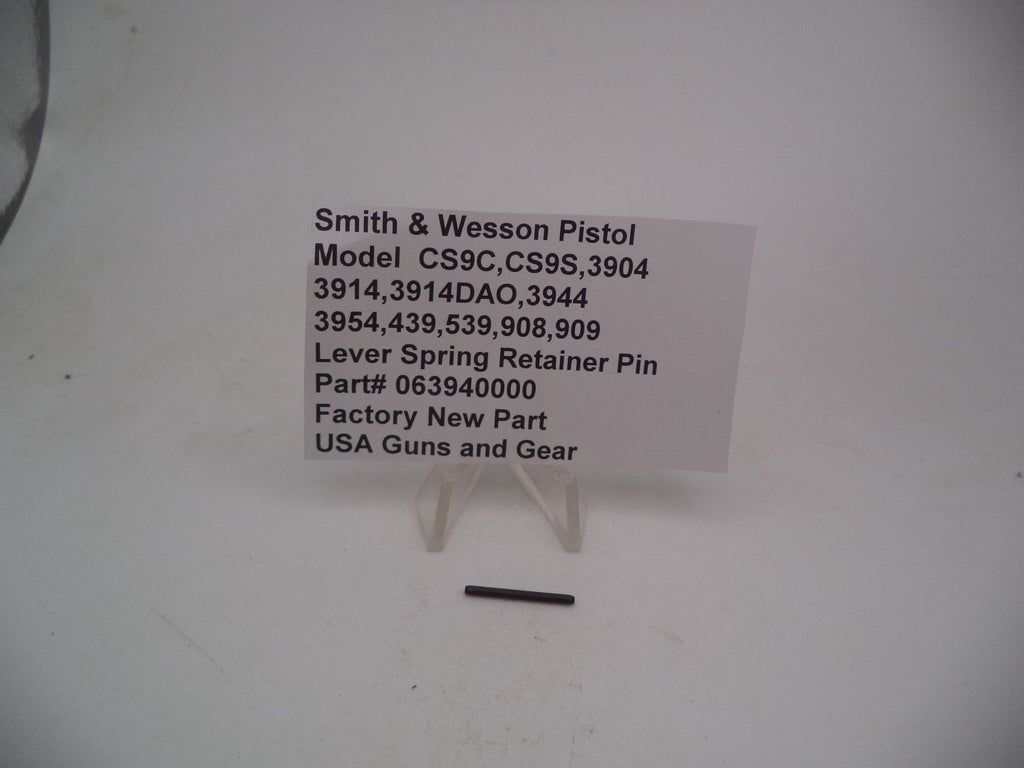 Smith & Wesson Pistol
Model CS9C,CS9S,3904
3914,3914DAO,3944
3954,439,539,908,909
Lever Spring Retainer Pin
Part# 063940000
Factory New Part
USA Guns and Gear